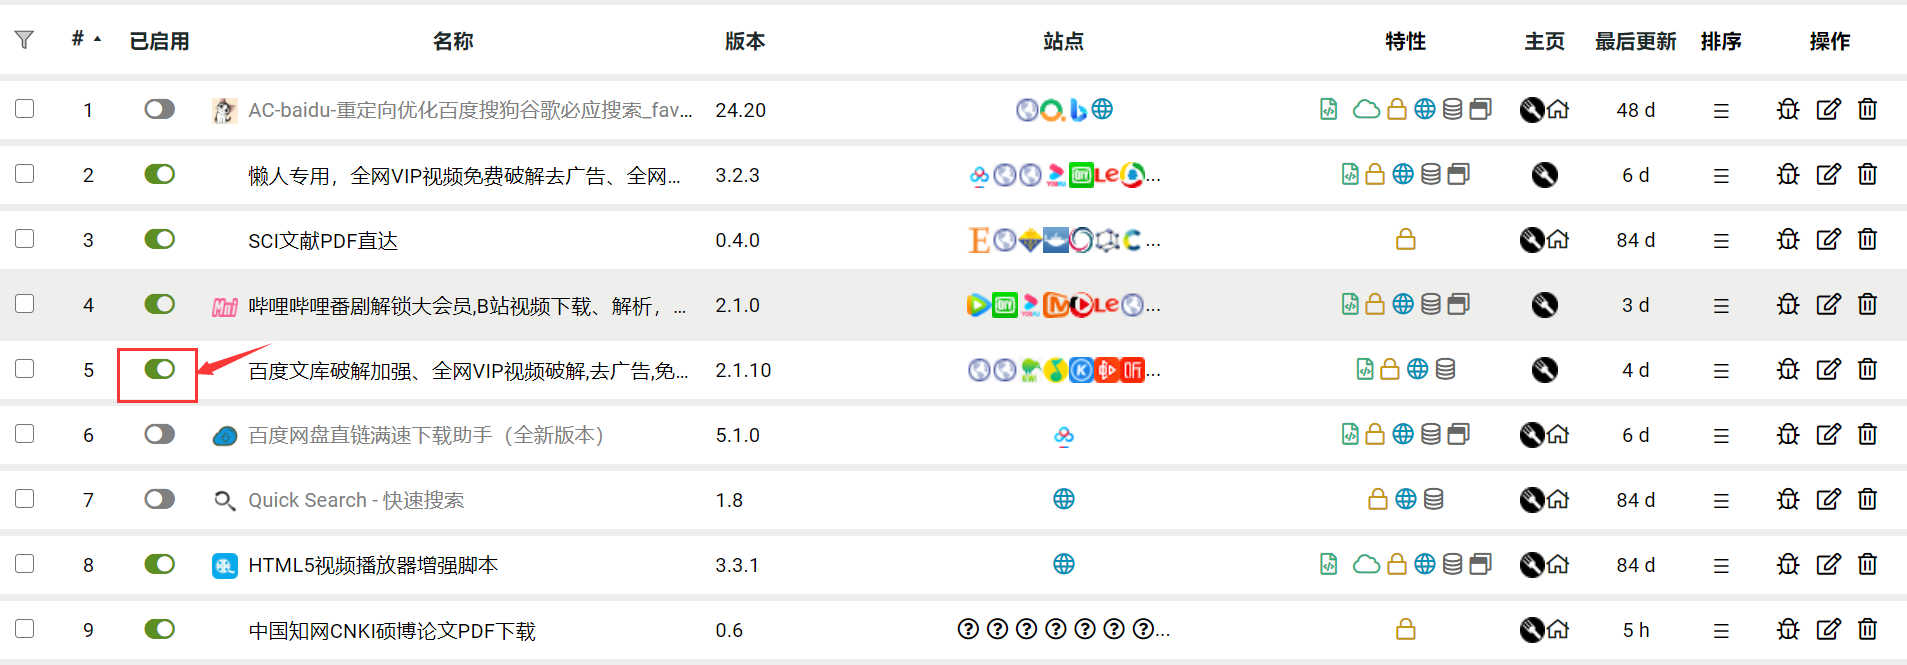 # 已启用 名称 版本 站点 特性 主页 最后更新 排序 操作
1 AC-baidu-重定向优化百度搜狗谷歌必应搜索_fav... 24.20 48 d
2 懒人专用，全网VIP视频免费破解去广告、全网... 3.2.3 ... 6 d
3 SCI文献PDF直达 0.4.0 ... 84 d
4 哔哩哔哩番剧解锁大会员,B站视频下载、解析，... 2.1.0 ... 3 d
5 百度文库破解加强、全网VIP视频破解,去广告,免... 2.1.10 ... 4 d
6 百度网盘直链满速下载助手（全新版本） 5.1.0 6 d
7 Quick Search - 快速搜索 1.8 84 d
8 HTML5视频播放器增强脚本 3.3.1 84 d
9 中国知网CNKI硕博论文PDF下载 0.6 ... 5 h